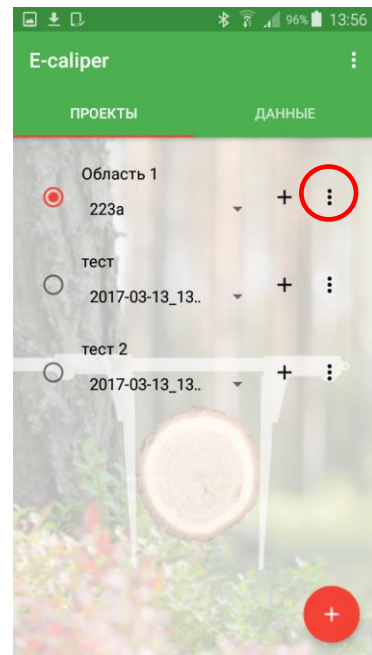 96% 13:56
E-caliper
ПРОЕКТЫ ДАННЫЕ
Область 1
223а
тест
2017-03-13_13..
тест 2
2017-03-13_13..